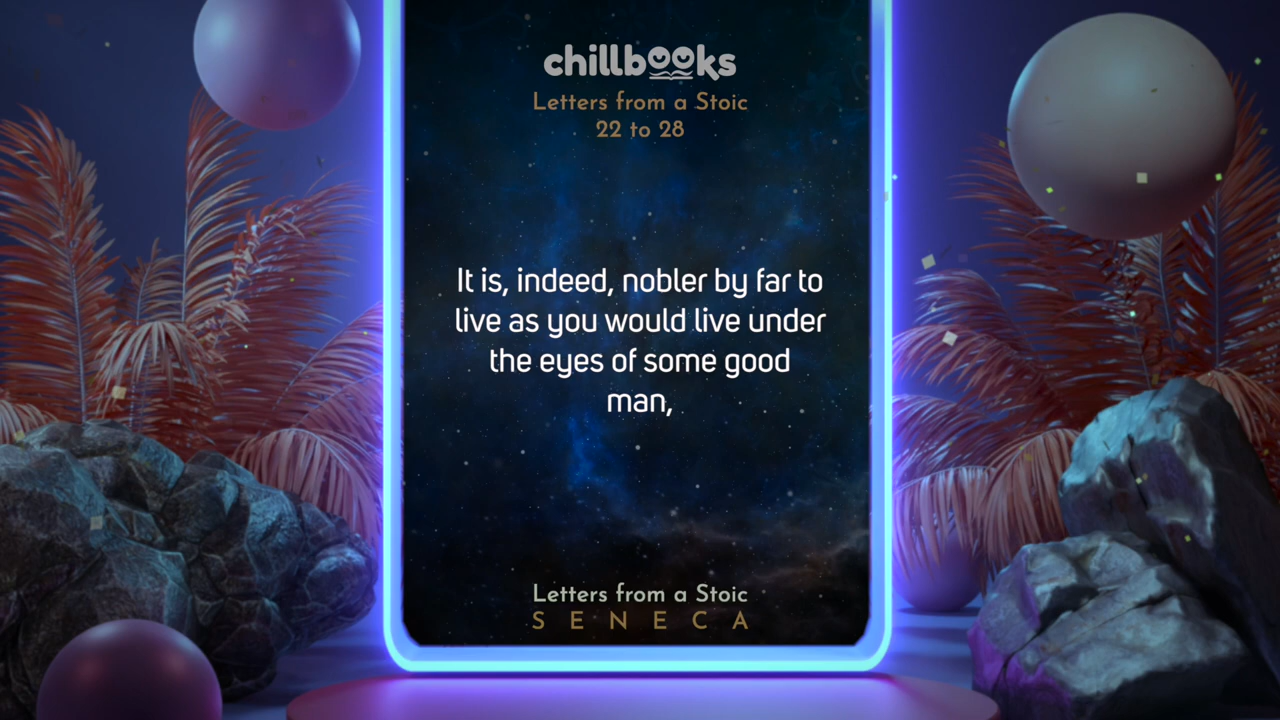 chillbooks
Letters from a Stoic
22 to 28
It is, indeed, nobler by far to
live as you would live under
the eyes of some good
man,
Letters from a Stoic
SENECA